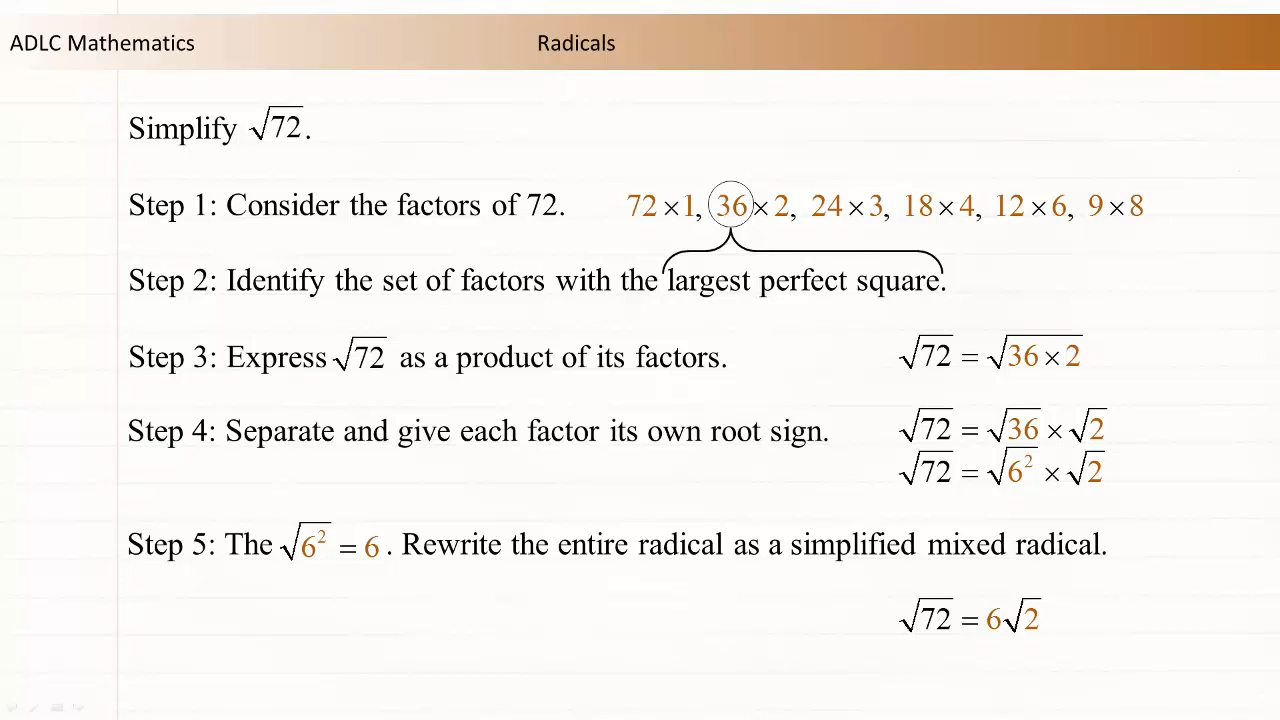 ADLC Mathematics Radicals
Simplify √72.
Step 1: Consider the factors of 72. 72 × 1, 36 × 2, 24 × 3, 18 × 4, 12 × 6, 9 × 8
Step 2: Identify the set of factors with the largest perfect square.
Step 3: Express √72 as a product of its factors. √72 = √(36 × 2)
Step 4: Separate and give each factor its own root sign. √72 = √36 × √2
√72 = √6² × √2
Step 5: The √6² = 6. Rewrite the entire radical as a simplified mixed radical.
√72 = 6√2